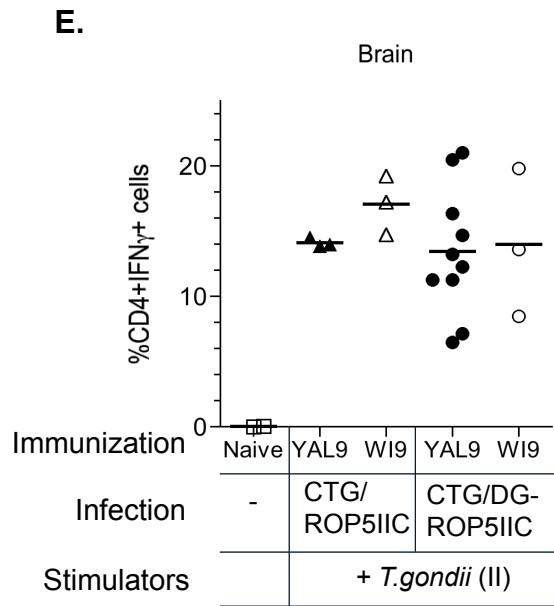 E.
Brain
%CD4+IFNγ+ cells
20
10
0
Immunization Naive YAL9 WI9 YAL9 WI9
Infection - CTG/ ROP5IIC CTG/DG- ROP5IIC
Stimulators + T.gondii (II)